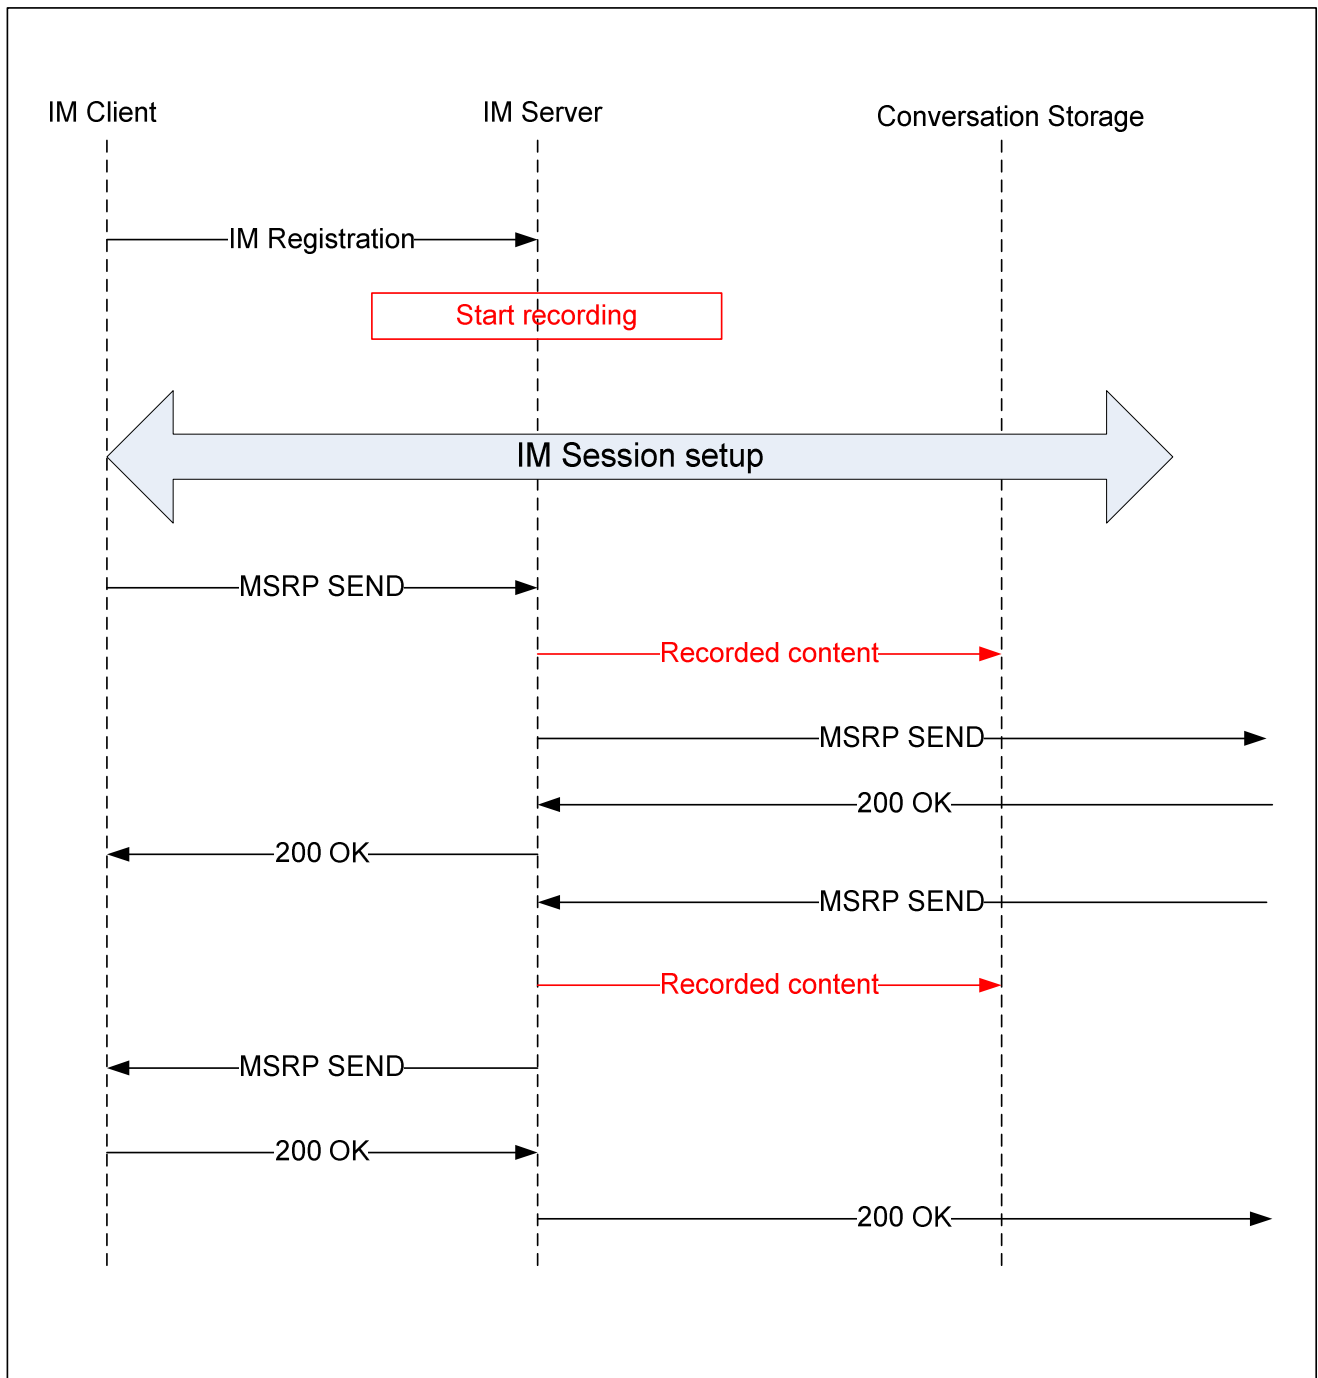 IM Client
IM Server
Conversation Storage
IM Registration
Start recording
IM Session setup
MSRP SEND
Recorded content
MSRP SEND
200 OK
200 OK
MSRP SEND
Recorded content
MSRP SEND
200 OK
200 OK